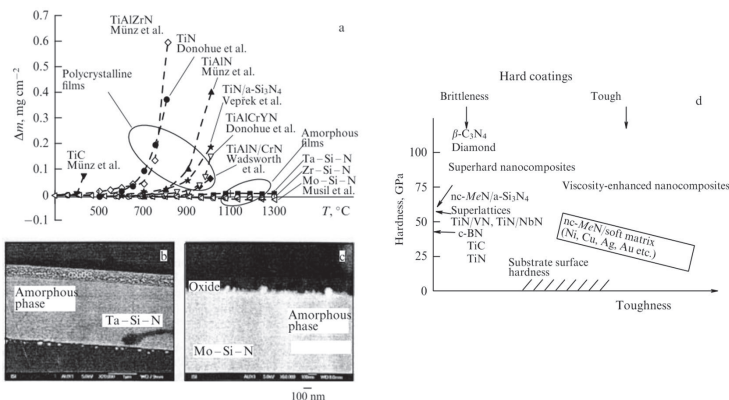 a
TiAlZrN
Münz et al.
TiN
Donohue et al.
TiAlN
Münz et al.
TiN/a-Si₃N₄
Vepřek et al.
TiAlCrYN
Donohue et al.
TiAlN/CrN
Wadsworth
et al.
Amorphous
films
Ta – Si – N
Zr – Si – N
Mo – Si – N
Musil et al.
Polycrystalline
films
TiC
Münz et al.
Δm, mg cm⁻²
0.7
0.6
0.5
0.4
0.3
0.2
0.1
0
−0.1
500 700 900 1100 1300 T, °C
b
Amorphous
phase
Ta – Si – N
c
Oxide
Amorphous
phase
Mo – Si – N
100 nm
Hard coatings
d
Brittleness
Tough
β-C₃N₄
Diamond
Superhard nanocomposites
Viscosity-enhanced nanocomposites
nc-MeN/a-Si₃N₄
Superlattices
TiN/VN, TiN/NbN
c-BN
TiC
TiN
nc-MeN/soft matrix
(Ni, Cu, Ag, Au etc.)
Substrate surface
hardness
Hardness, GPa
100
75
50
25
0
Toughness